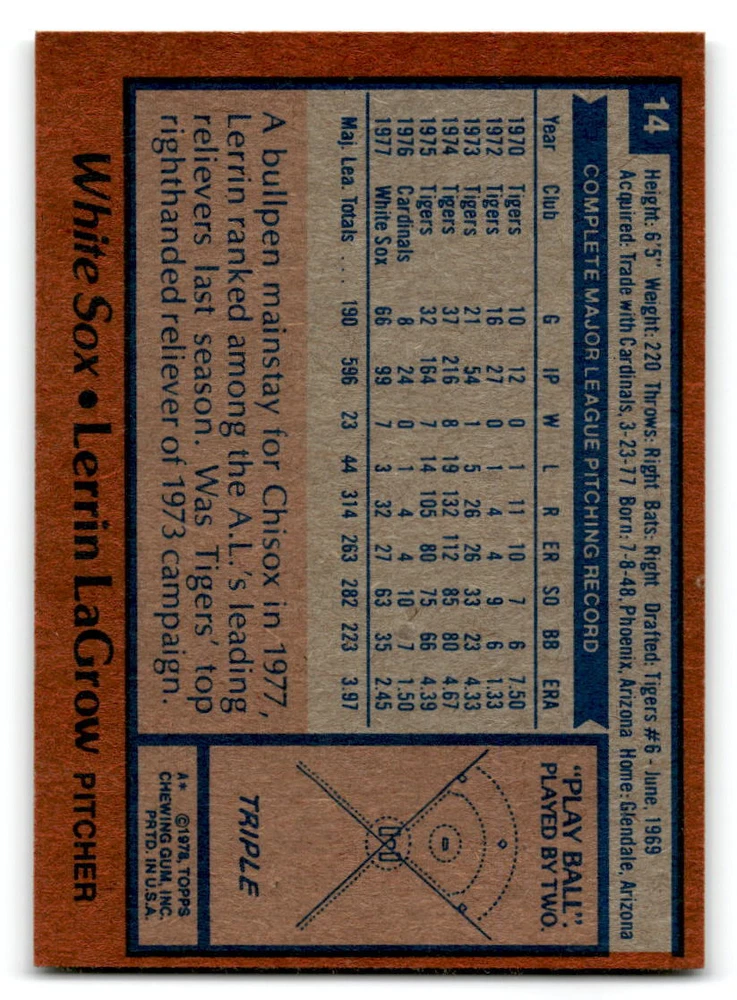 14
Height: 6'5" Weight: 220 Throws: Right Bats: Right Drafted: Tigers #6 - June, 1969
Acquired: Trade with Cardinals, 3-23-77 Born: 7-8-48, Phoenix, Arizona Home: Glendale, Arizona
COMPLETE MAJOR LEAGUE PITCHING RECORD
Year Club G IP W L R ER SO BB ERA
1970 Tigers 10 12 0 1 11 10 7 6 7.50
1972 Tigers 16 27 0 1 4 4 9 6 1.33
1973 Tigers 21 54 1 5 26 26 33 23 4.33
1974 Tigers 37 216 8 19 132 112 85 80 4.67
1975 Tigers 32 164 7 14 105 80 75 66 4.39
1976 Cardinals 8 24 0 1 4 4 10 7 1.50
1977 White Sox 66 99 7 3 32 27 63 35 2.45
Maj. Lea. Totals ... 190 596 23 44 314 263 282 223 3.97
A bullpen mainstay for Chisox in 1977,
Lerrin ranked among the A.L.'s leading
relievers last season. Was Tigers' top
righthanded reliever of 1973 campaign.
"PLAY BALL".
PLAYED BY TWO.
TRIPLE
A* ©1978, TOPPS
CHEWING GUM, INC.
PRTD. IN U.S.A.
White Sox • Lerrin LaGrow PITCHER